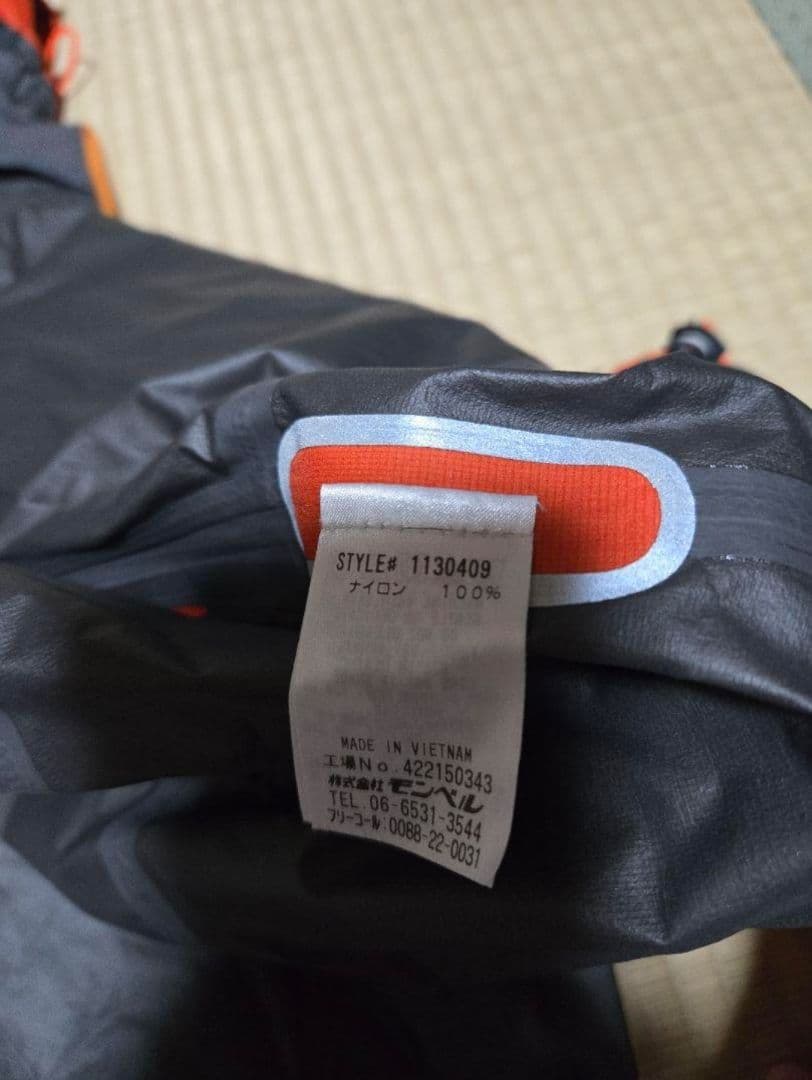 STYLE# 1130409
ナイロン 100%
MADE IN VIETNAM
工場No. 422150343
株式会社 モンベル
TEL. 06-6531-3544
フリーコール:0088-22-0031